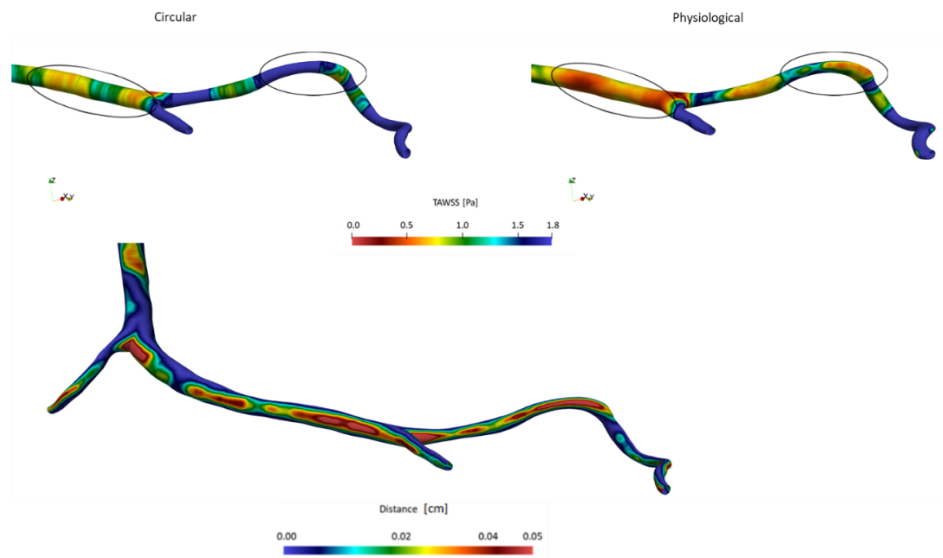 Circular Physiological
Z
X Y
Z
X Y
TAWSS [Pa]
0.0 0.5 1.0 1.5 1.8
Distance [cm]
0.00 0.02 0.04 0.05